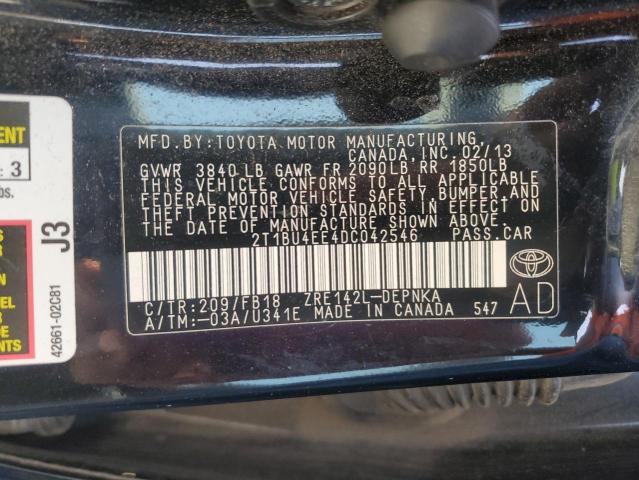 MFD.BY:TOYOTA MOTOR MANUFACTURING
CANADA,INC. 02/13
GVWR 3840LB GAWR FR 2090LB RR 1850LB
THIS VEHICLE CONFORMS TO ALL APPLICABLE
FEDERAL MOTOR VEHICLE SAFETY, BUMPER AND
THEFT PREVENTION STANDARDS IN EFFECT ON
THE DATE OF MANUFACTURE SHOWN ABOVE.
2T1BU4EE4DC042546 PASS.CAR
C/TR:209/FB18 ZRE142L-DEPNKA
A/TM:-03A/U341E MADE IN CANADA 547
AD
3
bs.
J3
42661-02C81